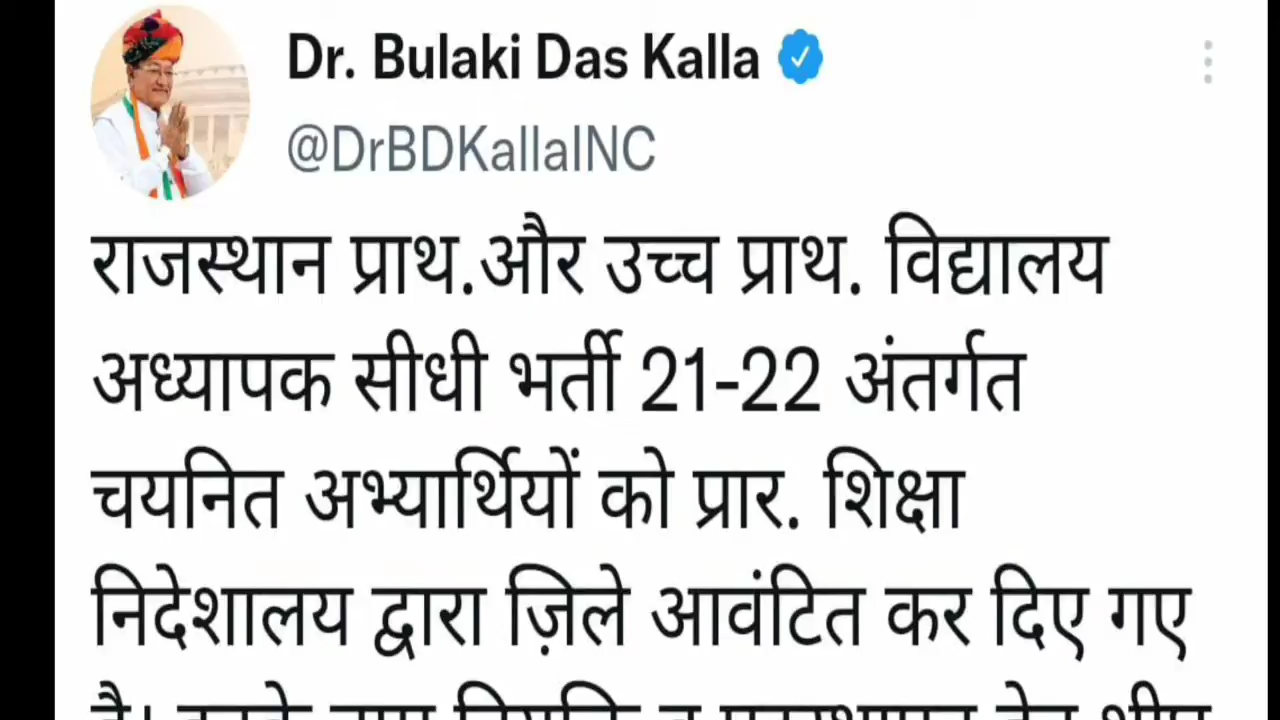 Dr. Bulaki Das Kalla
@DrBDKallaINC
राजस्थान प्राथ.और उच्च प्राथ. विद्यालय
अध्यापक सीधी भर्ती 21-22 अंतर्गत
चयनित अभ्यार्थियों को प्रार. शिक्षा
निदेशालय द्वारा ज़िले आवंटित कर दिए गए
है।